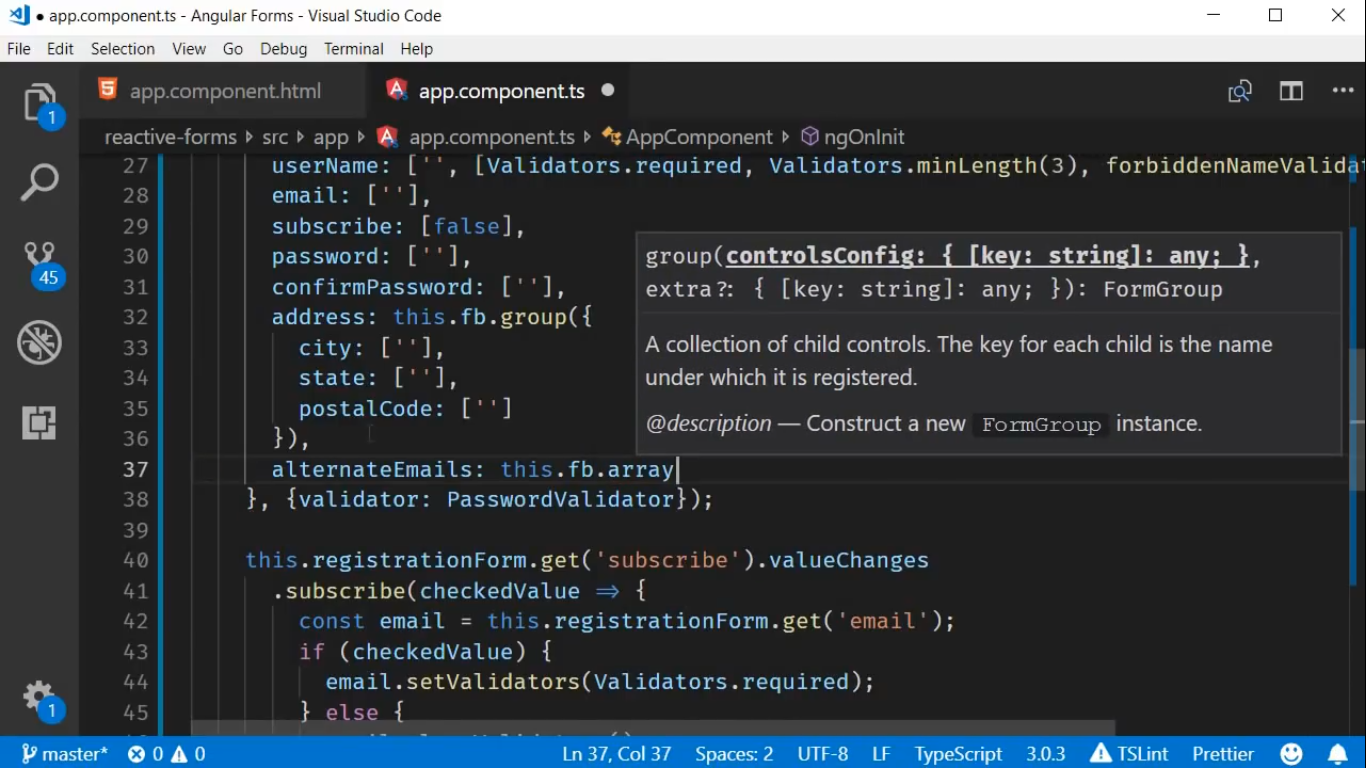 ● app.component.ts - Angular Forms - Visual Studio Code
File Edit Selection View Go Debug Terminal Help
app.component.html app.component.ts ●
reactive-forms › src › app › app.component.ts › AppComponent › ngOnInit
27 userName: ['', [Validators.required, Validators.minLength(3), forbiddenNameValida
28 email: [''],
29 subscribe: [false],
30 password: [''],
31 confirmPassword: [''],
32 address: this.fb.group({
33 city: [''],
34 state: [''],
35 postalCode: ['']
36 }),
37 alternateEmails: this.fb.array
38 }, {validator: PasswordValidator});
39
40 this.registrationForm.get('subscribe').valueChanges
41 .subscribe(checkedValue => {
42 const email = this.registrationForm.get('email');
43 if (checkedValue) {
44 email.setValidators(Validators.required);
45 } else {
group(controlsConfig: { [key: string]: any; },
extra?: { [key: string]: any; }): FormGroup
A collection of child controls. The key for each child is the name
under which it is registered.
@description — Construct a new FormGroup instance.
1
45
1
master* 0 0 Ln 37, Col 37 Spaces: 2 UTF-8 LF TypeScript 3.0.3 TSLint Prettier